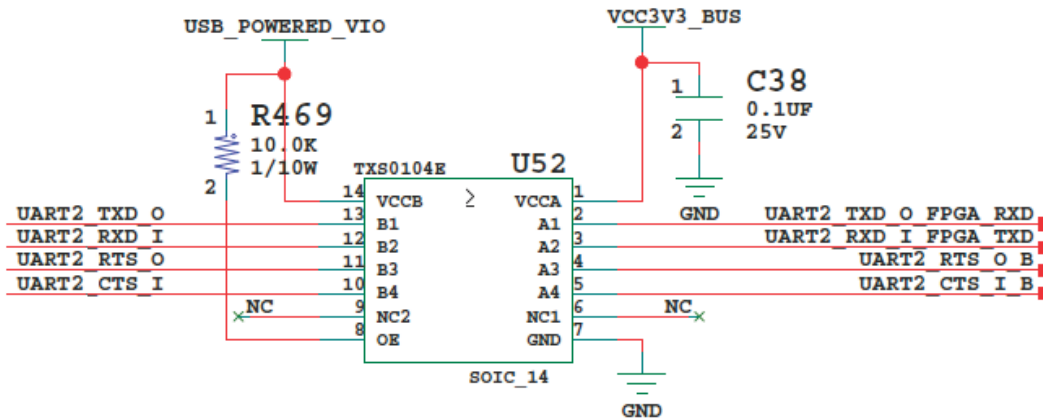 USB_POWERED_VIO
VCC3V3_BUS
1
R469
10.0K
1/10W
2
1
C38
0.1UF
25V
2
TXS0104E
U52
14
VCCB
≥
VCCA
1
GND
UART2_TXD_O
13
B1
A1
2
UART2_TXD_O_FPGA_RXD
UART2_RXD_I
12
B2
A2
3
UART2_RXD_I_FPGA_TXD
UART2_RTS_O
11
B3
A3
4
UART2_RTS_O_B
UART2_CTS_I
10
B4
A4
5
UART2_CTS_I_B
NC
9
NC2
NC1
6
NC
8
OE
GND
7
SOIC_14
GND